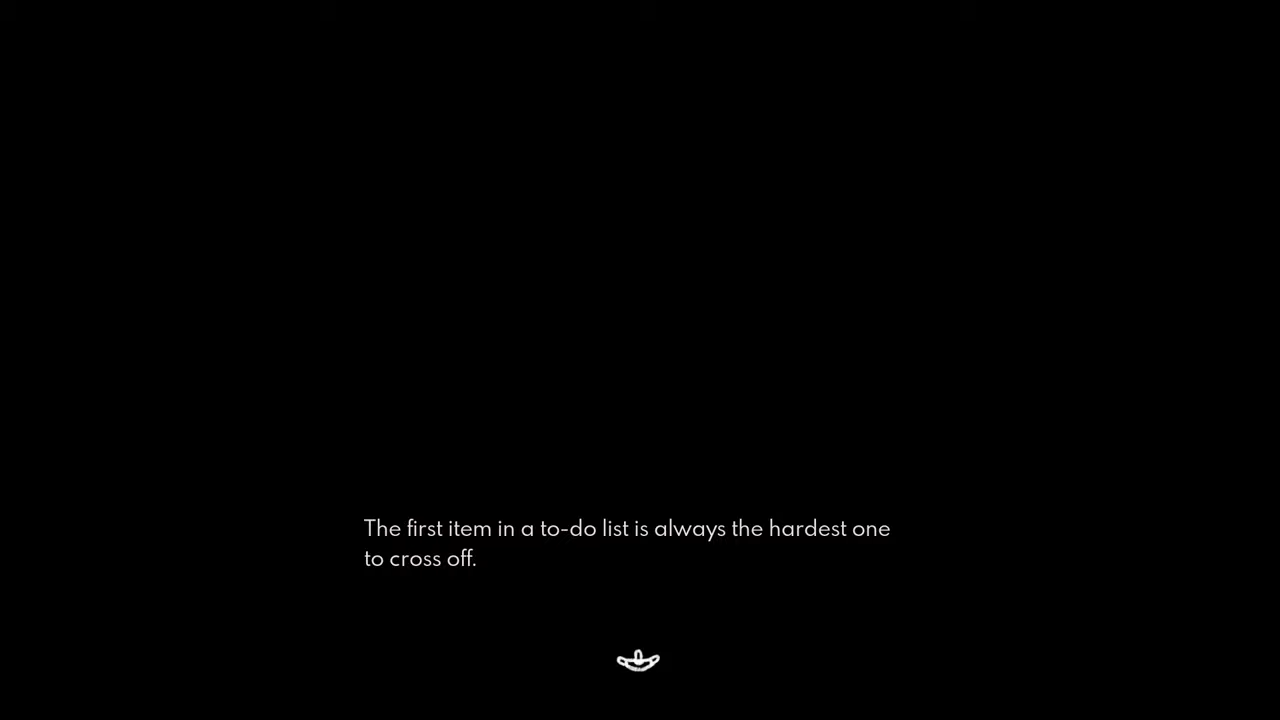 The first item in a to-do list is always the hardest one
to cross off.